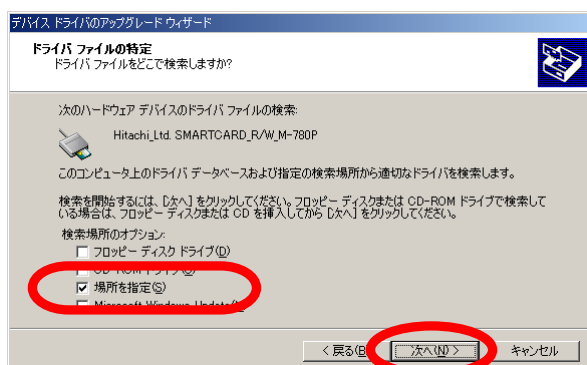 デバイス ドライバのアップグレード ウィザード
ドライバ ファイルの特定
ドライバ ファイルをどこで検索しますか?
次のハードウェア デバイスのドライバ ファイルの検索:
Hitachi_Ltd. SMARTCARD_R/W_M-780P
このコンピュータ上のドライバ データベースおよび指定の検索場所から適切なドライバを検索します。
検索を開始するには、[次へ] をクリックしてください。フロッピー ディスクまたは CD-ROM ドライブで検索して
いる場合は、フロッピー ディスクまたは CD を挿入してから [次へ] をクリックしてください。
検索場所のオプション:
フロッピー ディスク ドライブ(D)
CD-ROM ドライブ(C)
場所を指定(S)
Microsoft Windows Update(
< 戻る(B
次へ(N) >
キャンセル